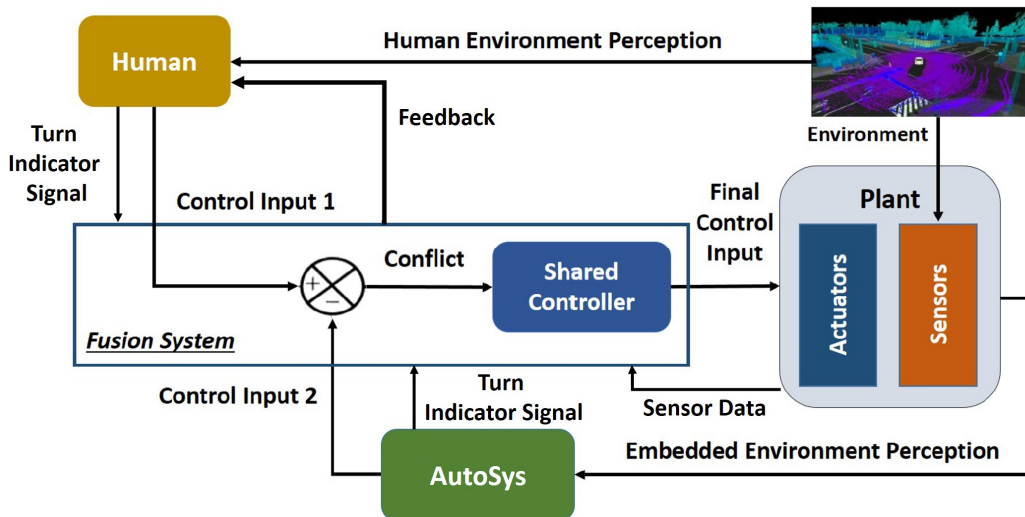 Human
Human Environment Perception
Feedback
Turn
Indicator
Signal
Environment
Control Input 1
Final
Control
Input
Plant
Actuators
Sensors
Conflict
Shared
Controller
+
−
Fusion System
Control Input 2
Turn
Indicator Signal
Sensor Data
AutoSys
Embedded Environment Perception